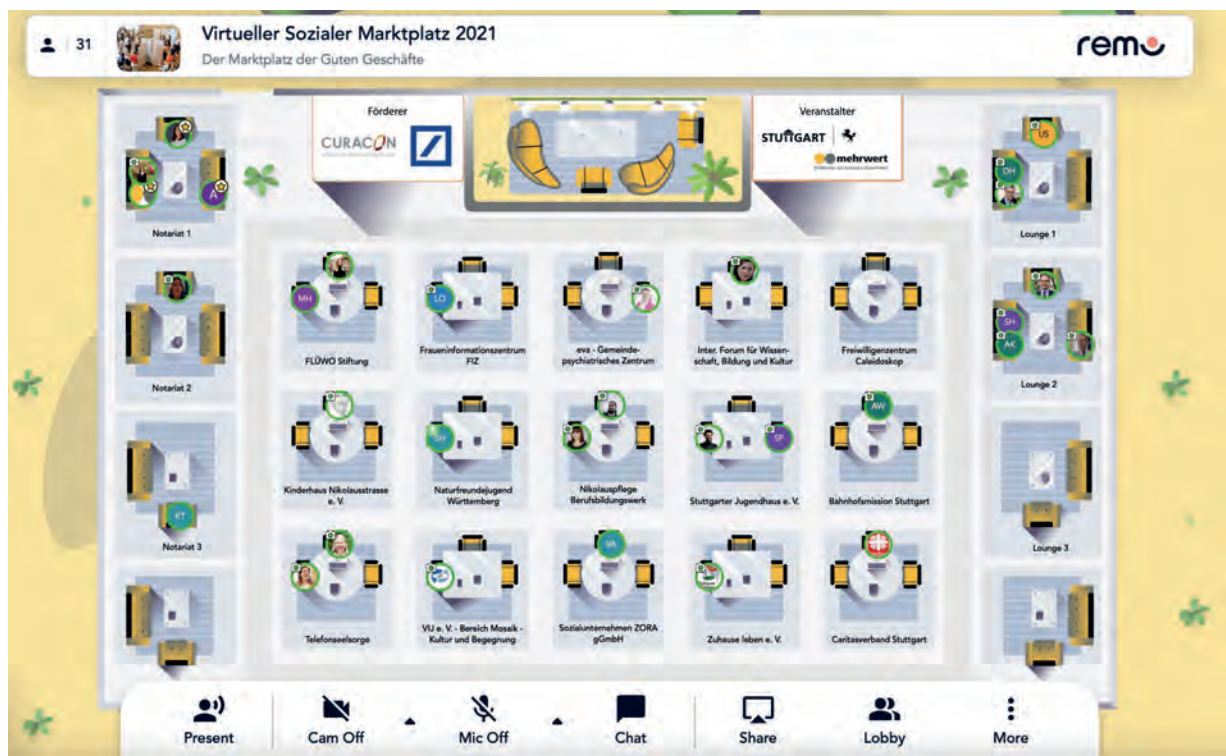 31
Virtueller Sozialer Marktplatz 2021
Der Marktplatz der Guten Geschäfte
remo
Förderer
CURACON
Veranstalter
STUTTGART
mehrwert
A
Notariat 1
US
DH
Lounge 1
Notariat 2
SH
AK
Lounge 2
MH
FLÜWO Stiftung
LO
Fraueninformationszentrum
FIZ
eva - Gemeinde-
psychiatrisches Zentrum
Inter. Forum für Wissen-
schaft, Bildung und Kultur
Freiwilligenzentrum
Caleidoskop
KT
Notariat 3
Kinderhaus Nikolausstrasse
e. V.
SH
Naturfreundejugend
Württemberg
Nikolauspflege
Berufsbildungswerk
SP
Stuttgarter Jugendhaus e. V.
AW
Bahnhofsmission Stuttgart
Lounge 3
Telefonseelsorge
VIJ e. V. - Bereich Mosaik -
Kultur und Begegnung
VA
Sozialunternehmen ZORA
gGmbH
Zuhause leben e. V.
Caritasverband Stuttgart
Present
Cam Off
Mic Off
Chat
Share
Lobby
More